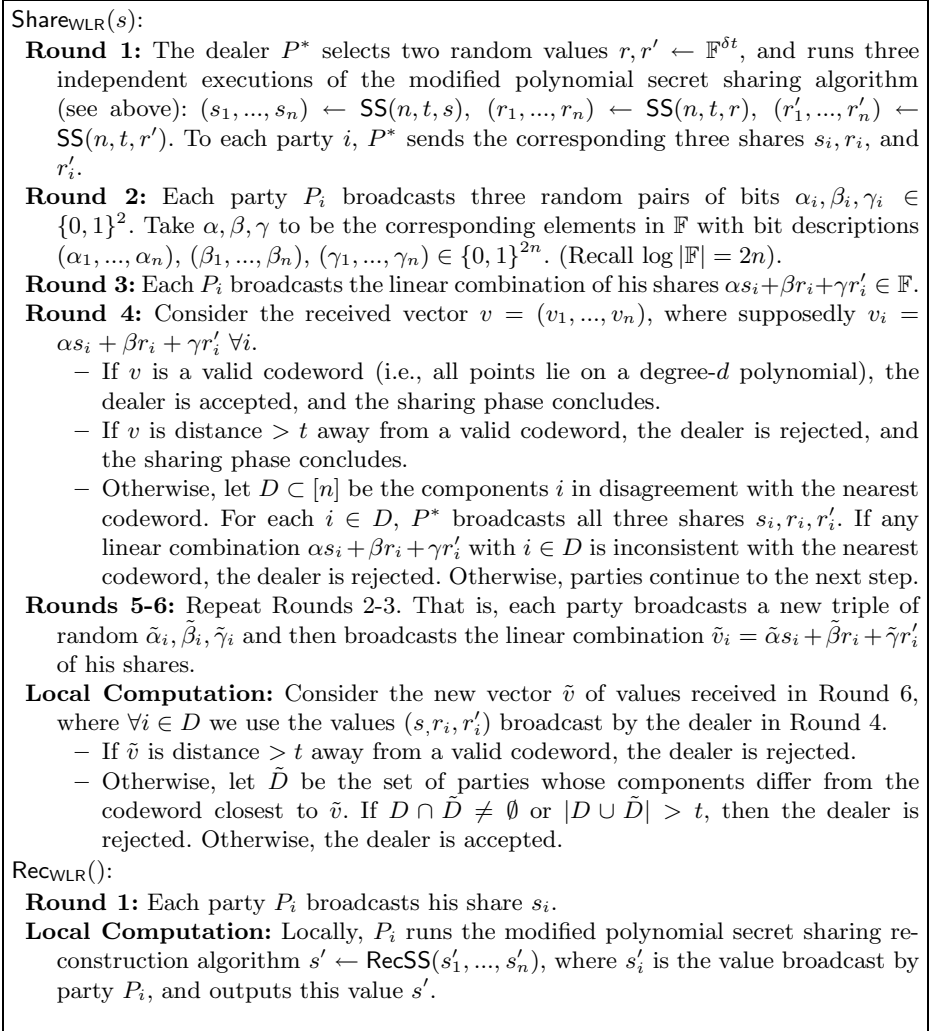 Share_WLR(s):
Round 1: The dealer P* selects two random values r, r′ ← 𝔽^{δt}, and runs three
independent executions of the modified polynomial secret sharing algorithm
(see above): (s_1, ..., s_n) ← SS(n, t, s), (r_1, ..., r_n) ← SS(n, t, r), (r′_1, ..., r′_n) ←
SS(n, t, r′). To each party i, P* sends the corresponding three shares s_i, r_i, and
r′_i.
Round 2: Each party P_i broadcasts three random pairs of bits α_i, β_i, γ_i ∈
{0, 1}^2. Take α, β, γ to be the corresponding elements in 𝔽 with bit descriptions
(α_1, ..., α_n), (β_1, ..., β_n), (γ_1, ..., γ_n) ∈ {0, 1}^{2n}. (Recall log |𝔽| = 2n).
Round 3: Each P_i broadcasts the linear combination of his shares αs_i+βr_i+γr′_i ∈ 𝔽.
Round 4: Consider the received vector v = (v_1, ..., v_n), where supposedly v_i =
αs_i + βr_i + γr′_i ∀i.
– If v is a valid codeword (i.e., all points lie on a degree-d polynomial), the
dealer is accepted, and the sharing phase concludes.
– If v is distance > t away from a valid codeword, the dealer is rejected, and
the sharing phase concludes.
– Otherwise, let D ⊂ [n] be the components i in disagreement with the nearest
codeword. For each i ∈ D, P* broadcasts all three shares s_i, r_i, r′_i. If any
linear combination αs_i+βr_i+γr′_i with i ∈ D is inconsistent with the nearest
codeword, the dealer is rejected. Otherwise, parties continue to the next step.
Rounds 5-6: Repeat Rounds 2-3. That is, each party broadcasts a new triple of
random α̃_i, β̃_i, γ̃_i and then broadcasts the linear combination ṽ_i = α̃s_i+β̃r_i+γ̃r′_i
of his shares.
Local Computation: Consider the new vector ṽ of values received in Round 6,
where ∀i ∈ D we use the values (s_, r_i, r′_i) broadcast by the dealer in Round 4.
– If ṽ is distance > t away from a valid codeword, the dealer is rejected.
– Otherwise, let D̃ be the set of parties whose components differ from the
codeword closest to ṽ. If D ∩ D̃ ≠ ∅ or |D ∪ D̃| > t, then the dealer is
rejected. Otherwise, the dealer is accepted.
Rec_WLR():
Round 1: Each party P_i broadcasts his share s_i.
Local Computation: Locally, P_i runs the modified polynomial secret sharing re-
construction algorithm s′ ← RecSS(s′_1, ..., s′_n), where s′_i is the value broadcast by
party P_i, and outputs this value s′.